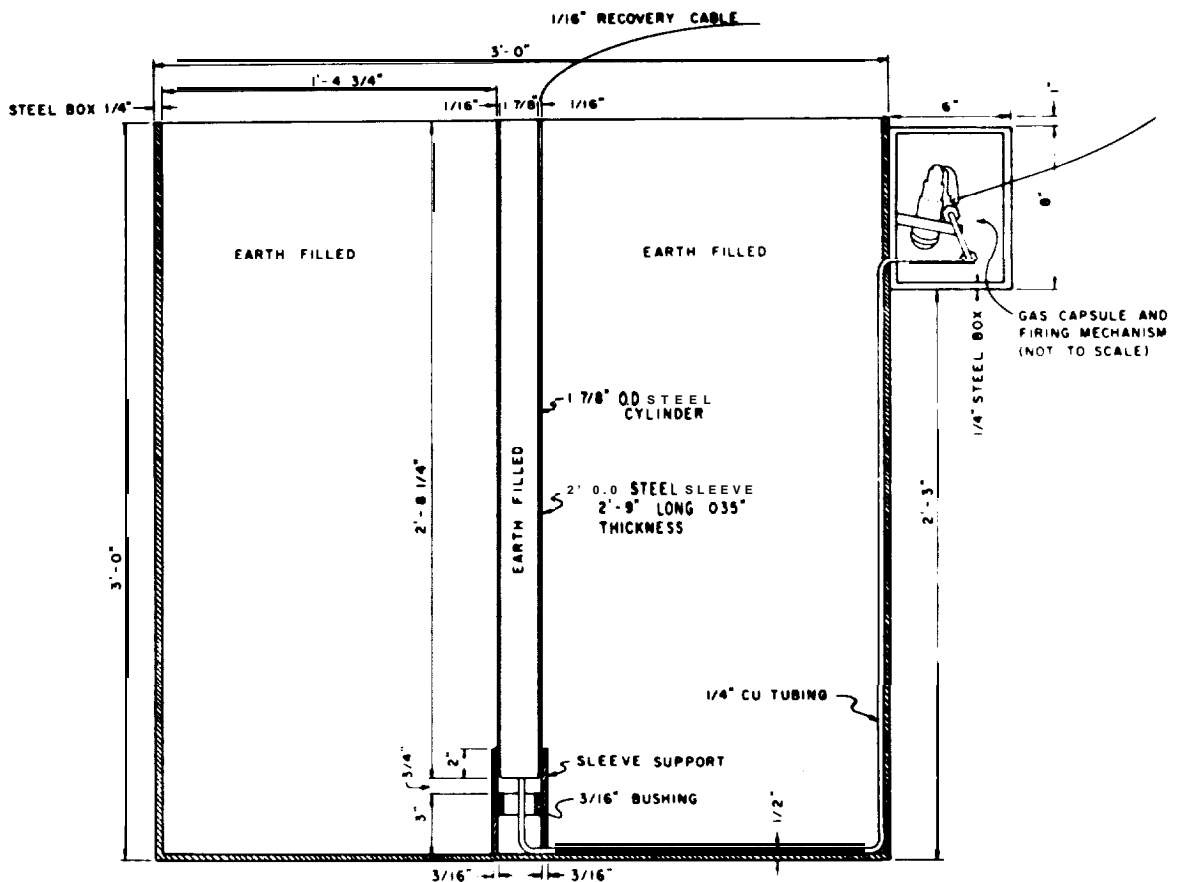 1/16" RECOVERY CABLE
3'-0"
1'-4 3/4"
STEEL BOX 1/4"
1/16" 1 7/8" 1/16"
6"
1"
8"
EARTH FILLED
EARTH FILLED
GAS CAPSULE AND
FIRING MECHANISM
(NOT TO SCALE)
1/4" STEEL BOX
1 7/8" O.D STEEL
CYLINDER
EARTH FILLED
2' 0.0 STEEL SLEEVE
2'-9" LONG 035"
THICKNESS
2'-8 1/4"
3'-0"
2'-3"
1/4" CU TUBING
SLEEVE SUPPORT
3/16" BUSHING
3/4"
2"
3"
1/2"
3/16" 3/16"